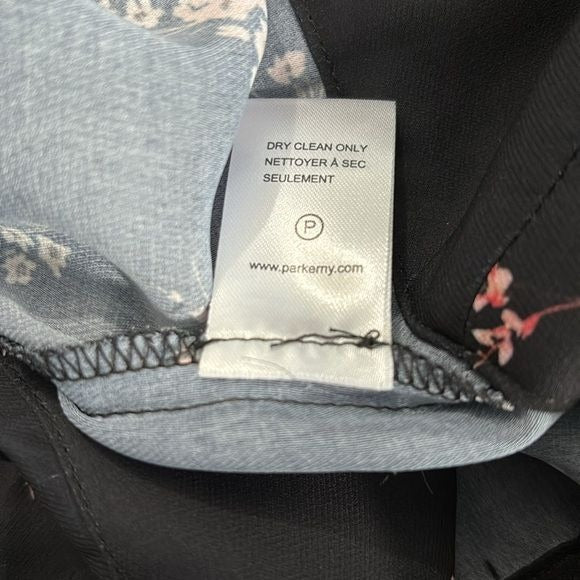 DRY CLEAN ONLY
NETTOYER À SEC
SEULEMENT
P
www.parkerny.com